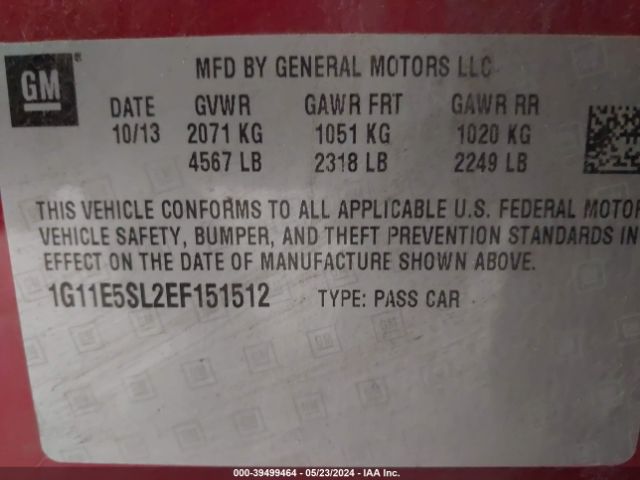 GM ®
MFD BY GENERAL MOTORS LLC
DATE GVWR GAWR FRT GAWR RR
10/13 2071 KG 1051 KG 1020 KG
4567 LB 2318 LB 2249 LB
THIS VEHICLE CONFORMS TO ALL APPLICABLE U.S. FEDERAL MOTOR
VEHICLE SAFETY, BUMPER, AND THEFT PREVENTION STANDARDS IN
EFFECT ON THE DATE OF MANUFACTURE SHOWN ABOVE.
1G11E5SL2EF151512 TYPE: PASS CAR
000-39499464 - 05/23/2024 - IAA Inc.